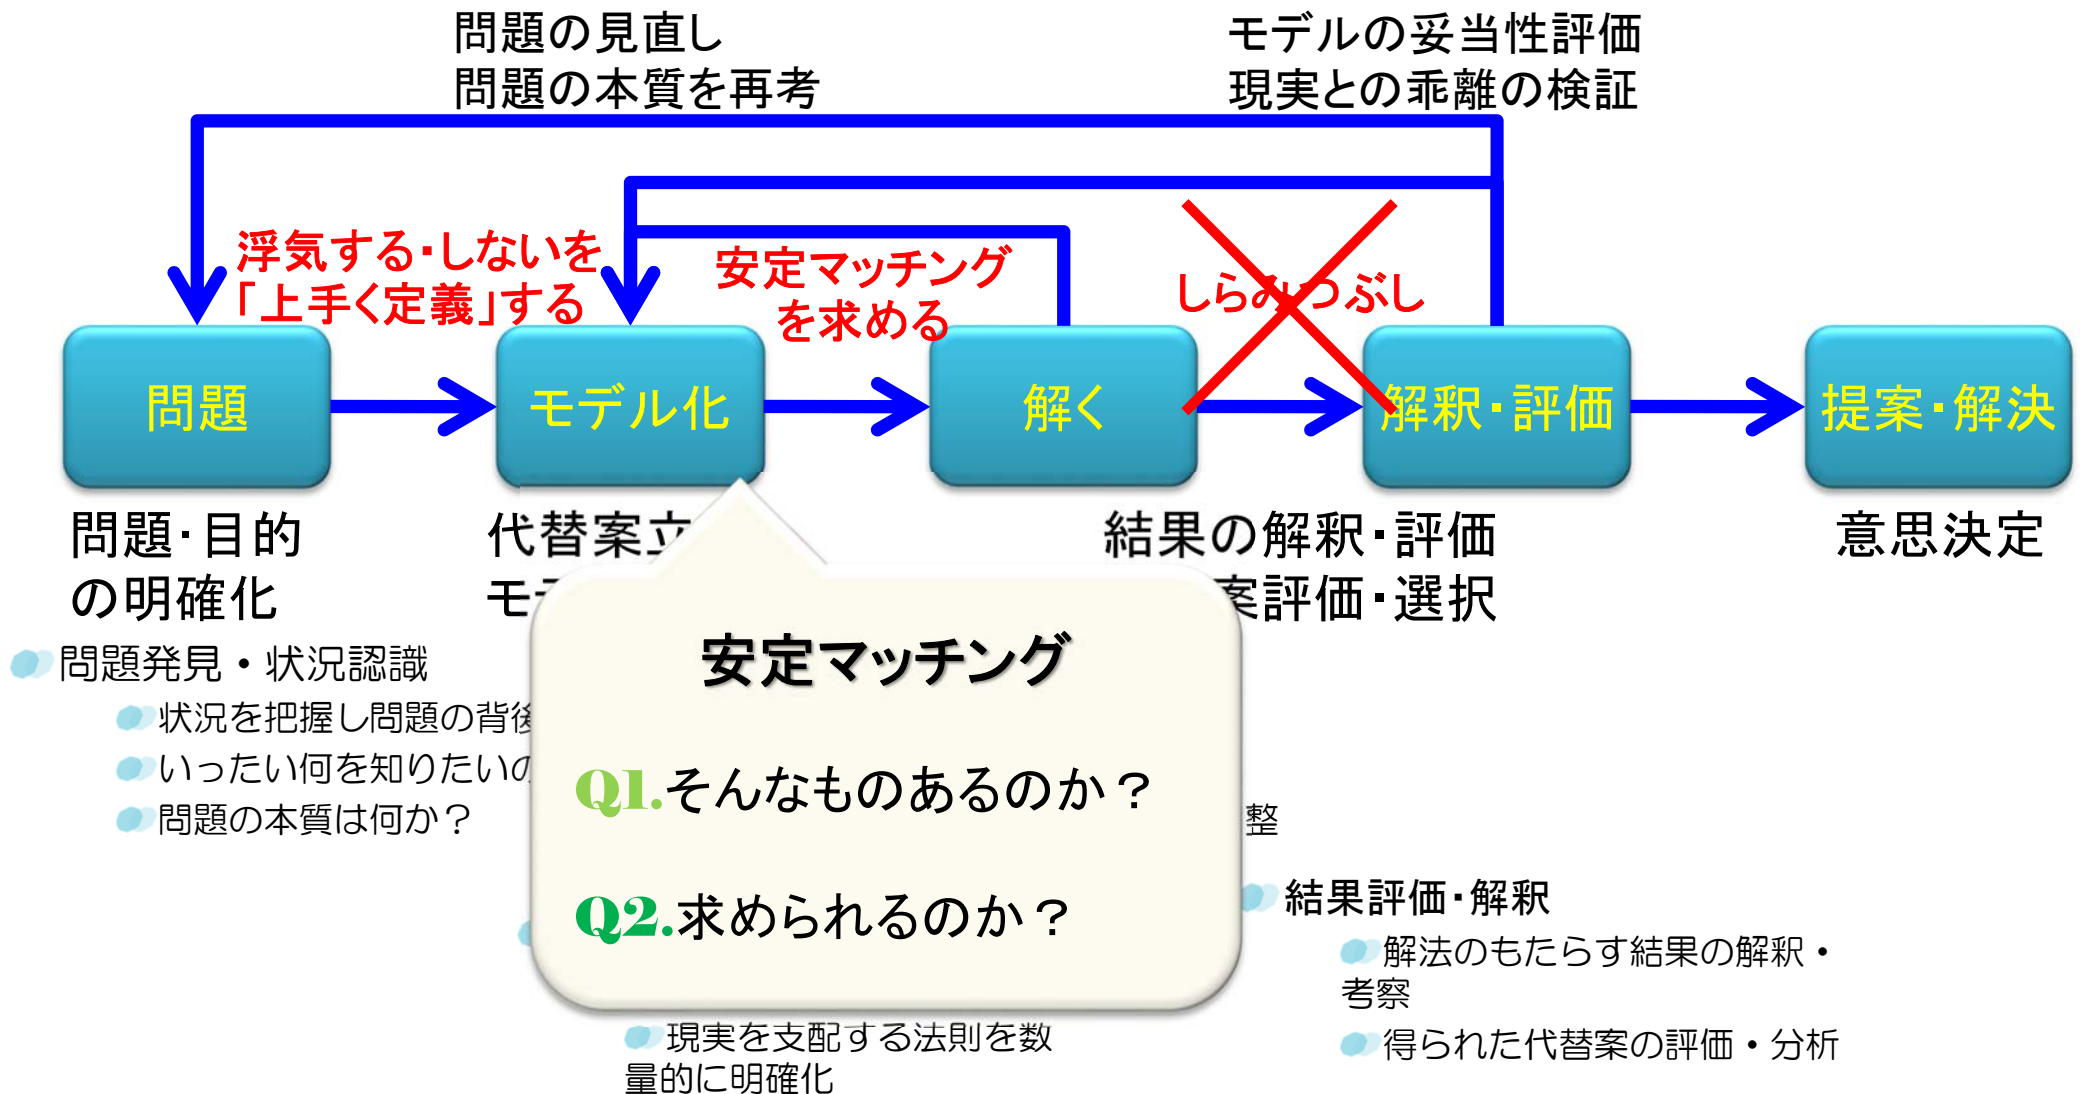 問題の見直し
問題の本質を再考
モデルの妥当性評価
現実との乖離の検証
浮気する・しないを
「上手く定義」する
安定マッチング
を求める
しらみつぶし
問題
モデル化
解く
解釈・評価
提案・解決
問題・目的
の明確化
代替案立
モデ
結果の解釈・評価
案評価・選択
意思決定
問題発見・状況認識
状況を把握し問題の背後
いったい何を知りたいの
問題の本質は何か？
安定マッチング
Q1.そんなものあるのか？
Q2.求められるのか？
整
現実を支配する法則を数
量的に明確化
結果評価・解釈
解法のもたらす結果の解釈・
考察
得られた代替案の評価・分析